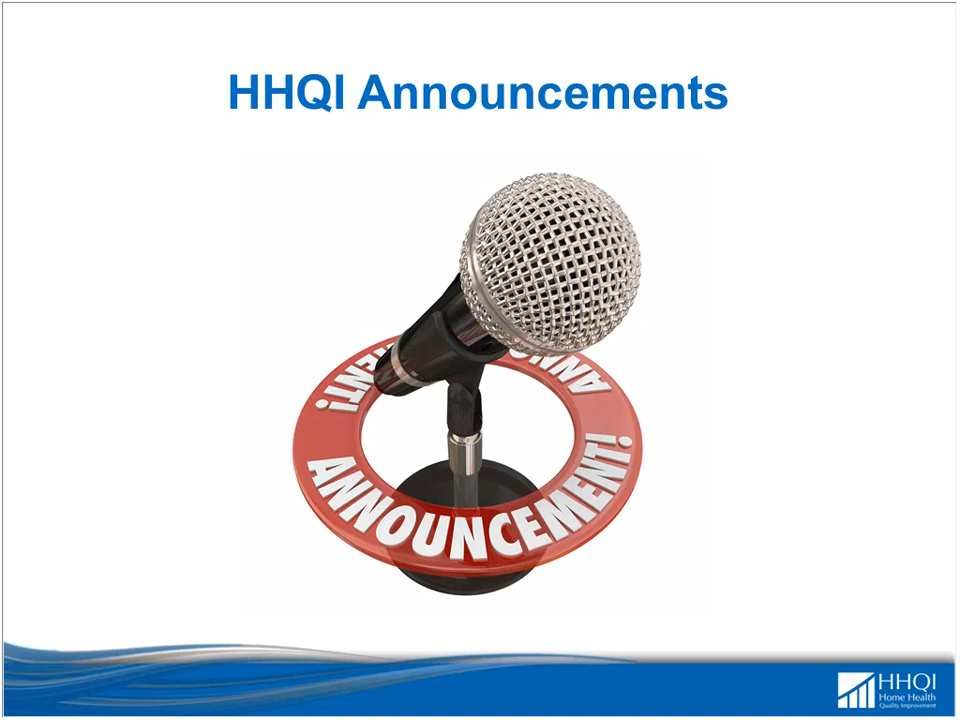 HHQI Announcements
ANNOUNCEMENT!
HHQI
Home Health
Quality Improvement